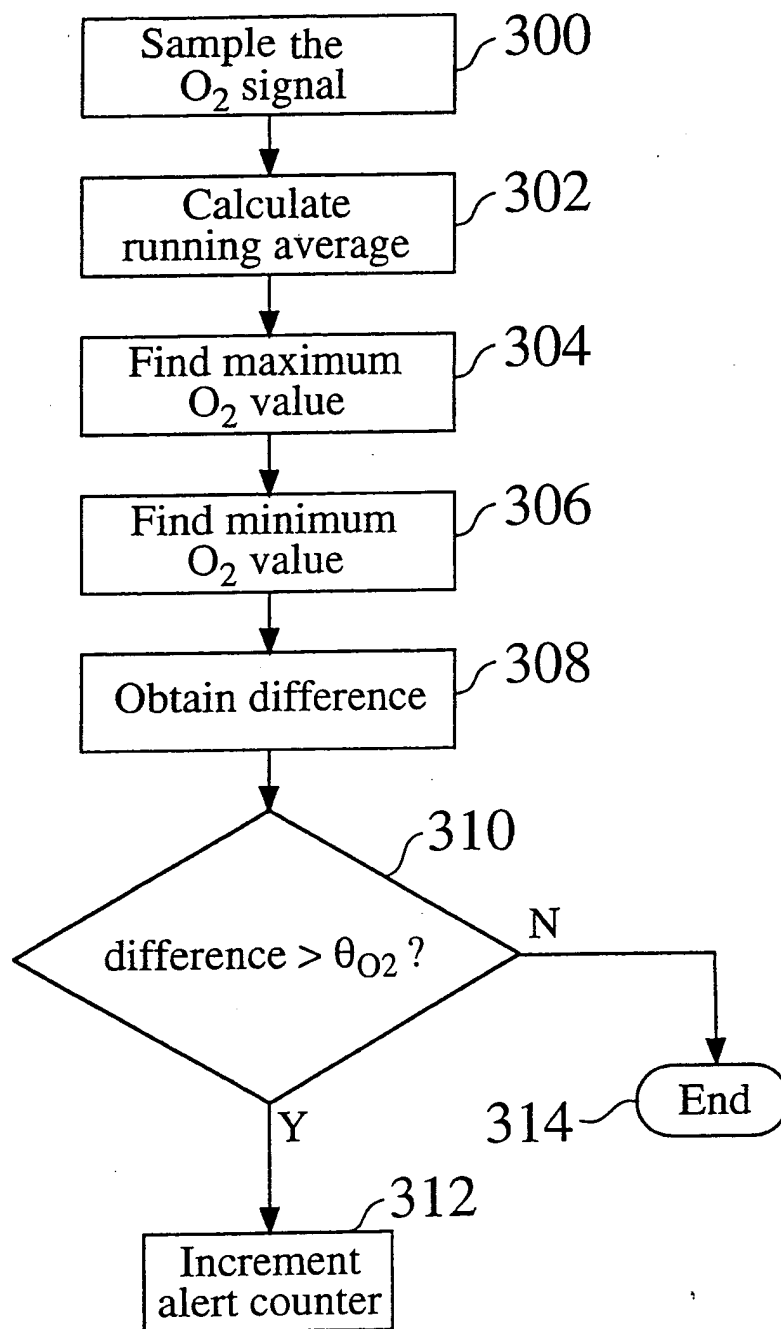 Sample the
O₂ signal
300
Calculate
running average
302
Find maximum
O₂ value
304
Find minimum
O₂ value
306
Obtain difference
308
310
difference > θO2 ?
N
Y
End
314
312
Increment
alert counter